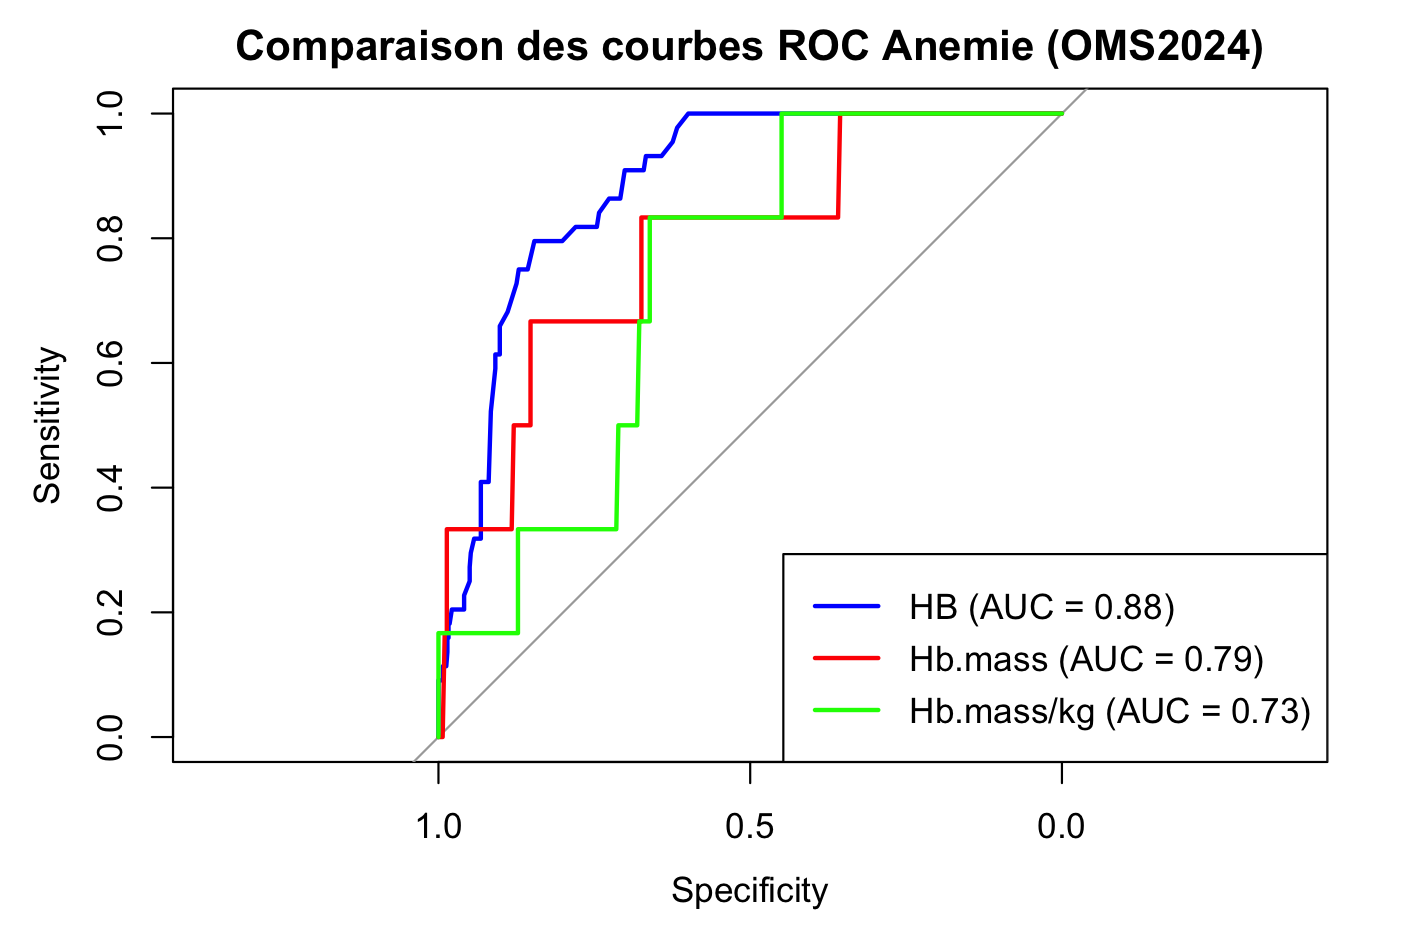 Comparaison des courbes ROC Anemie (OMS2024)
1.0
0.8
0.6
0.4
0.2
0.0
Sensitivity
HB (AUC = 0.88)
Hb.mass (AUC = 0.79)
Hb.mass/kg (AUC = 0.73)
1.0 0.5 0.0
Specificity